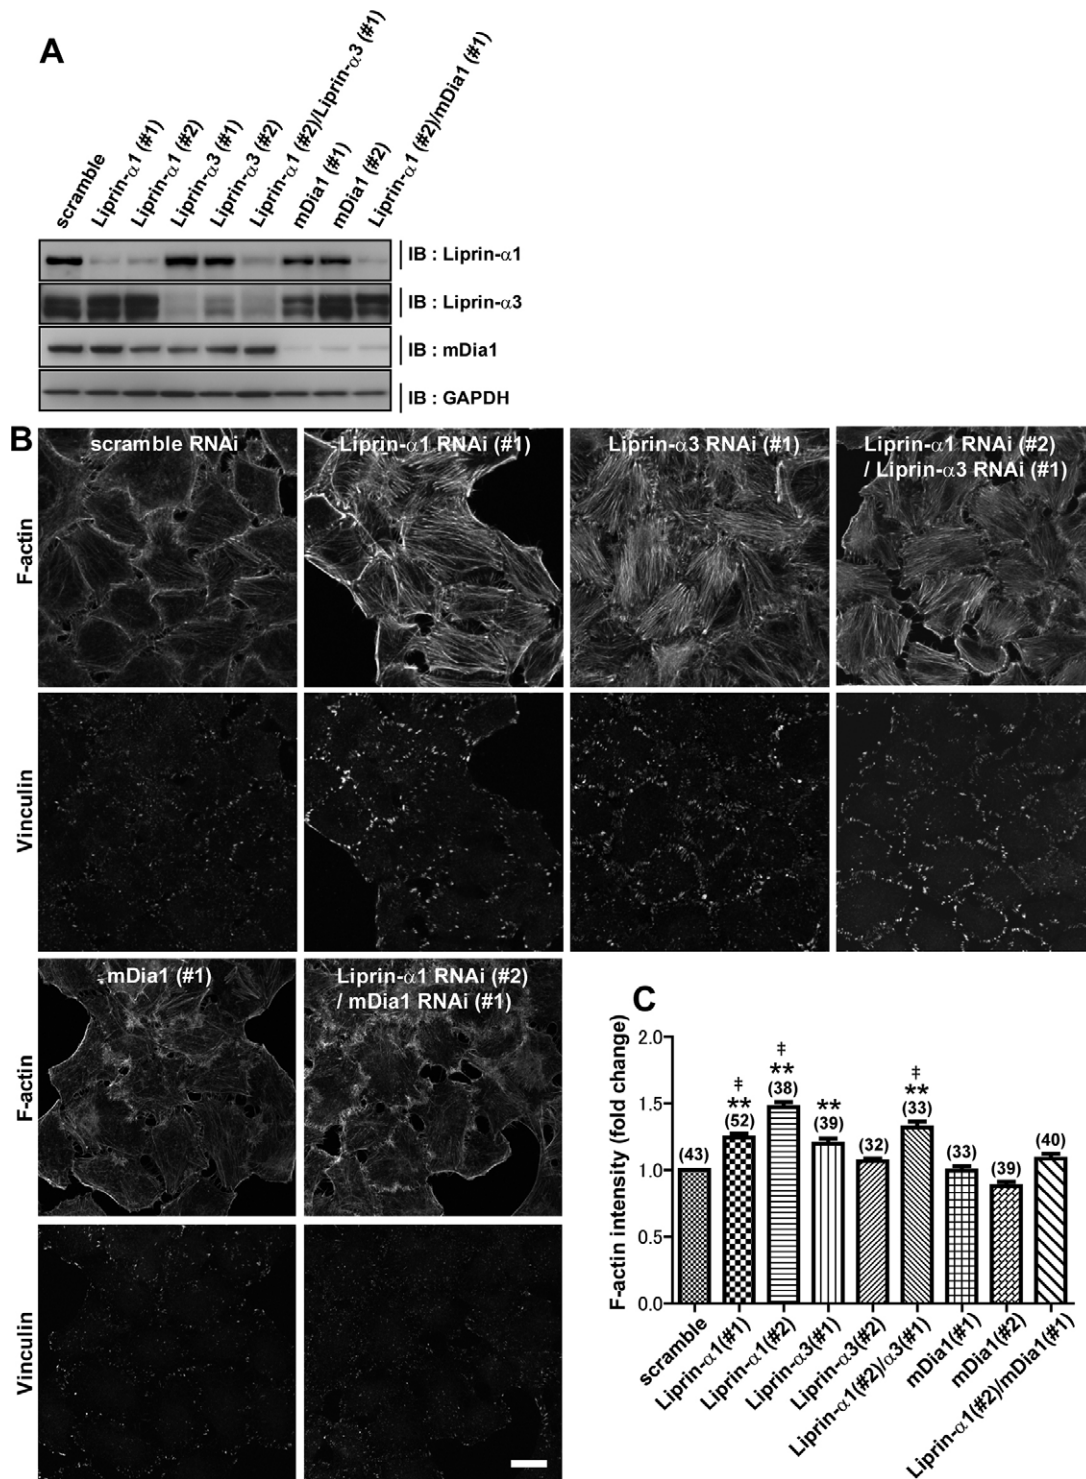 A
scramble
Liprin-α1 (#1)
Liprin-α1 (#2)
Liprin-α3 (#1)
Liprin-α3 (#2)
Liprin-α1 (#2)/Liprin-α3 (#1)
mDia1 (#1)
mDia1 (#2)
Liprin-α1 (#2)/mDia1 (#1)
IB : Liprin-α1
IB : Liprin-α3
IB : mDia1
IB : GAPDH
B
F-actin
scramble RNAi
Liprin-α1 RNAi (#1)
Liprin-α3 RNAi (#1)
Liprin-α1 RNAi (#2)
/ Liprin-α3 RNAi (#1)
Vinculin
F-actin
mDia1 (#1)
Liprin-α1 RNAi (#2)
/ mDia1 RNAi (#1)
Vinculin
C
F-actin intensity (fold change)
2.0
1.5
1.0
0.5
0.0
(43)
‡
**
(52)
‡
**
(38)
**
(39)
(32)
‡
**
(33)
(33)
(39)
(40)
scramble
Liprin-α1(#1)
Liprin-α1(#2)
Liprin-α3(#1)
Liprin-α3(#2)
Liprin-α1(#2)/α3(#1)
mDia1(#1)
mDia1(#2)
Liprin-α1(#2)/mDia1(#1)